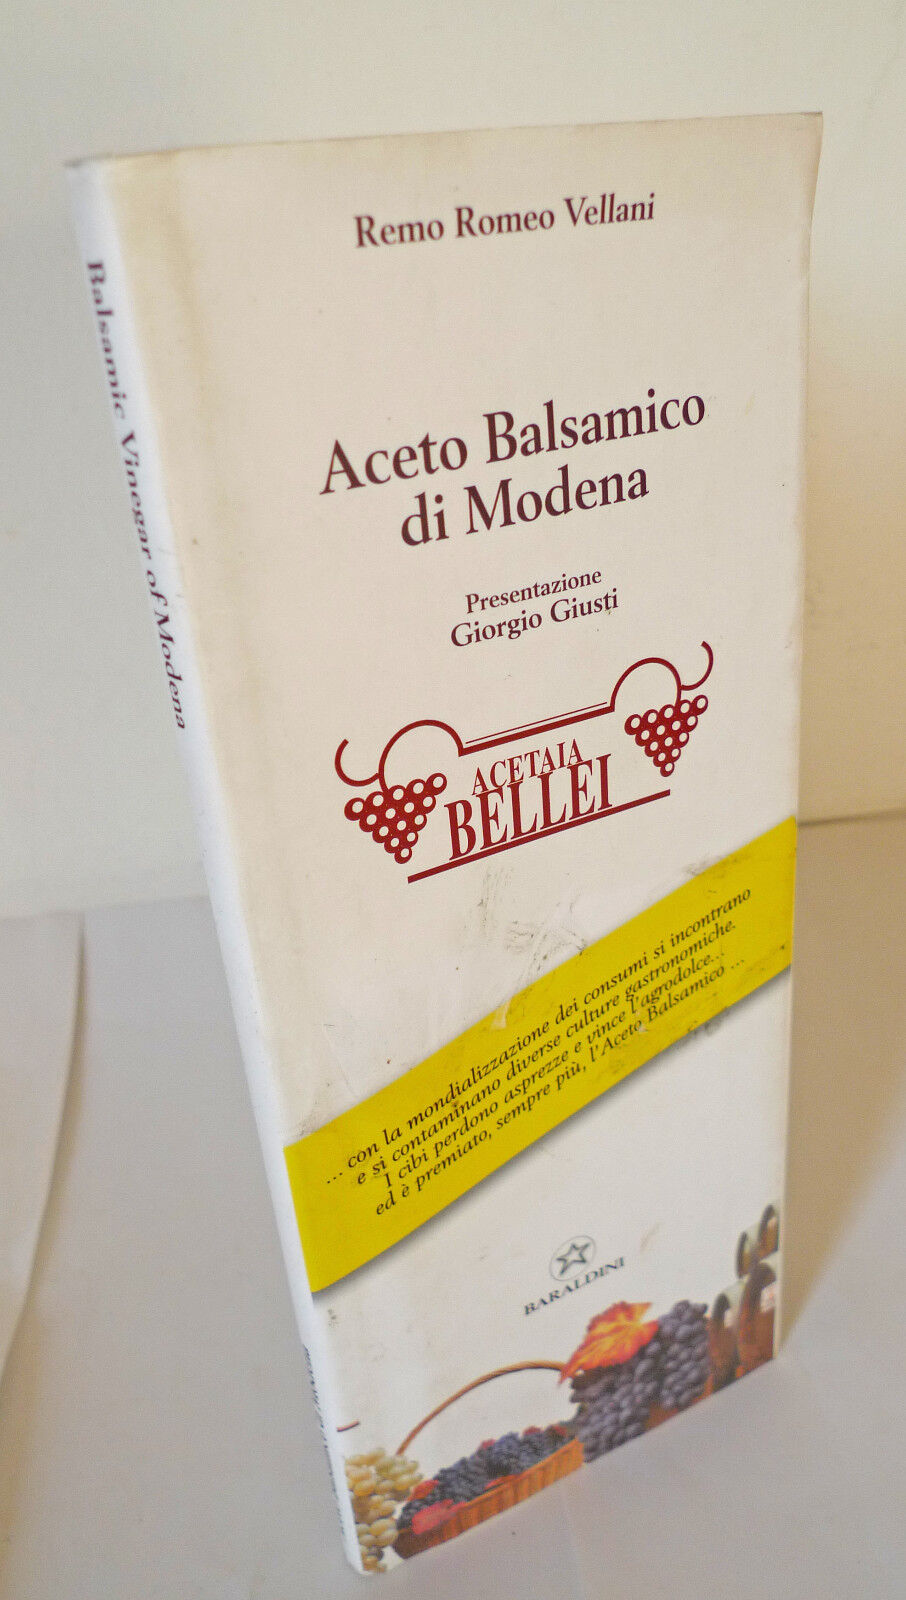 Remo Romeo Vellani
Aceto Balsamico
di Modena
Presentazione
Giorgio Giusti
ACETAIA
BELLEI
... con la mondializzazione dei consumi si incontrano
e si contaminano diverse culture gastronomiche.
I cibi perdono asprezze e vince l'agrodolce...
ed è premiato, sempre più, l'Aceto Balsamico ...
BARALDINI
Balsamic Vinegar of Modena